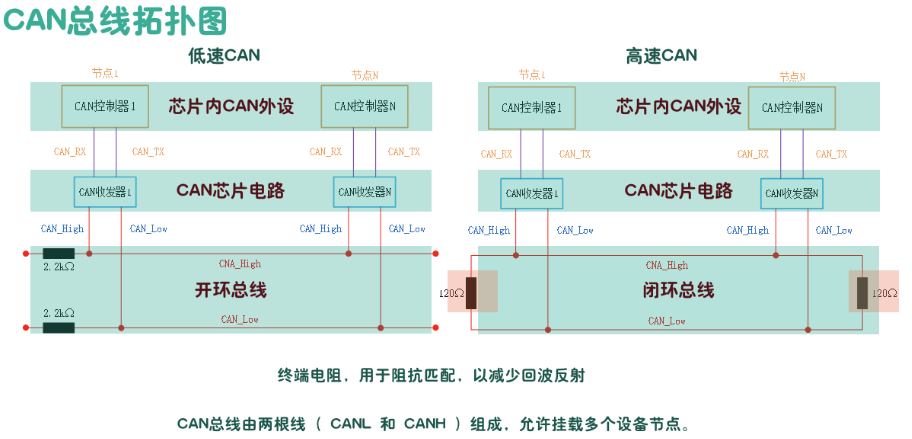 CAN总线拓扑图
低速CAN
高速CAN
节点1
节点N
节点1
节点N
CAN控制器1
芯片内CAN外设
CAN控制器N
CAN控制器1
芯片内CAN外设
CAN控制器N
CAN_RX
CAN_TX
CAN_RX
CAN_TX
CAN_RX
CAN_TX
CAN_RX
CAN_TX
CAN收发器1
CAN芯片电路
CAN收发器N
CAN收发器1
CAN芯片电路
CAN收发器N
CAN_High
CAN_Low
CAN_High
CAN_Low
CAN_High
CAN_Low
CAN_High
CAN_Low
2.2kΩ
CNA_High
CNA_High
开环总线
120Ω
闭环总线
120Ω
2.2kΩ
CAN_Low
CAN_Low
终端电阻，用于阻抗匹配，以减少回波反射
CAN总线由两根线（ CANL 和 CANH ）组成，允许挂载多个设备节点。